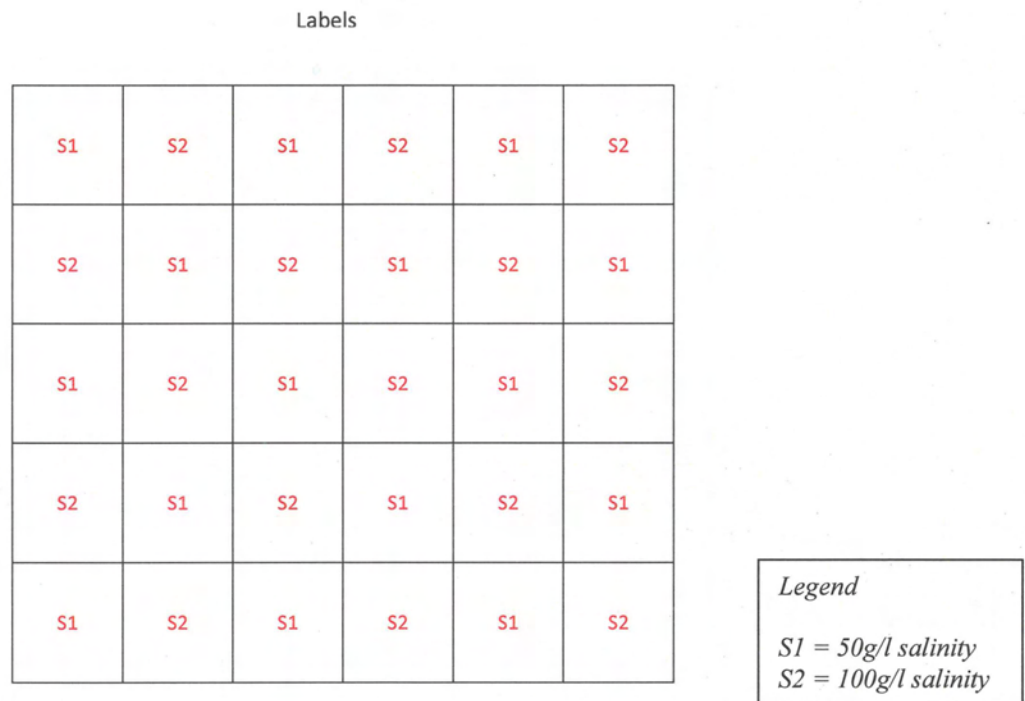 Labels
S1 S2 S1 S2 S1 S2
S2 S1 S2 S1 S2 S1
S1 S2 S1 S2 S1 S2
S2 S1 S2 S1 S2 S1
S1 S2 S1 S2 S1 S2
Legend
S1 = 50g/l salinity
S2 = 100g/l salinity